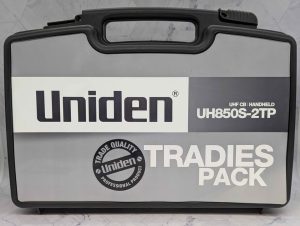 Uniden®
UHF CB : HANDHELD
UH850S-2TP
TRADE QUALITY
Uniden
PROFESSIONAL PRODUCT
TRADIES
PACK